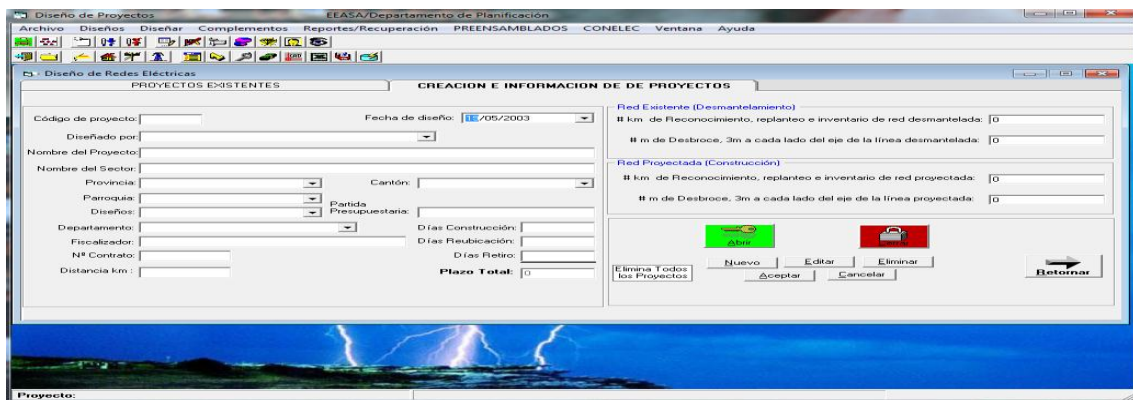 Diseño de Proyectos EEASA/Departamento de Planificación
Archivo Diseños Diseñar Complementos Reportes/Recuperación PREENSAMBLADOS CONELEC Ventana Ayuda
Diseño de Redes Eléctricas
PROYECTOS EXISTENTES CREACION E INFORMACION DE DE PROYECTOS
Código de proyecto: Fecha de diseño: 15/05/2003
Diseñado por:
Nombre del Proyecto:
Nombre del Sector:
Provincia: Cantón:
Parroquia:
Diseños: Partida Presupuestaria:
Departamento: Días Construcción:
Fiscalizador: Días Reubicación:
Nº Contrato: Días Retiro:
Distancia km : Plazo Total: 0
Red Existente (Desmantelamiento)
# km de Reconocimiento, replanteo e inventario de red desmantelada: 0
# m de Desbroce, 3m a cada lado del eje de la línea desmantelada: 0
Red Proyectada (Construcción)
# km de Reconocimiento, replanteo e inventario de red proyectada: 0
# m de Desbroce, 3m a cada lado del eje de la línea proyectada: 0
Abrir
Nuevo Editar Eliminar
Elimina Todos
los Proyectos
Aceptar Cancelar
Retornar
Proyecto: